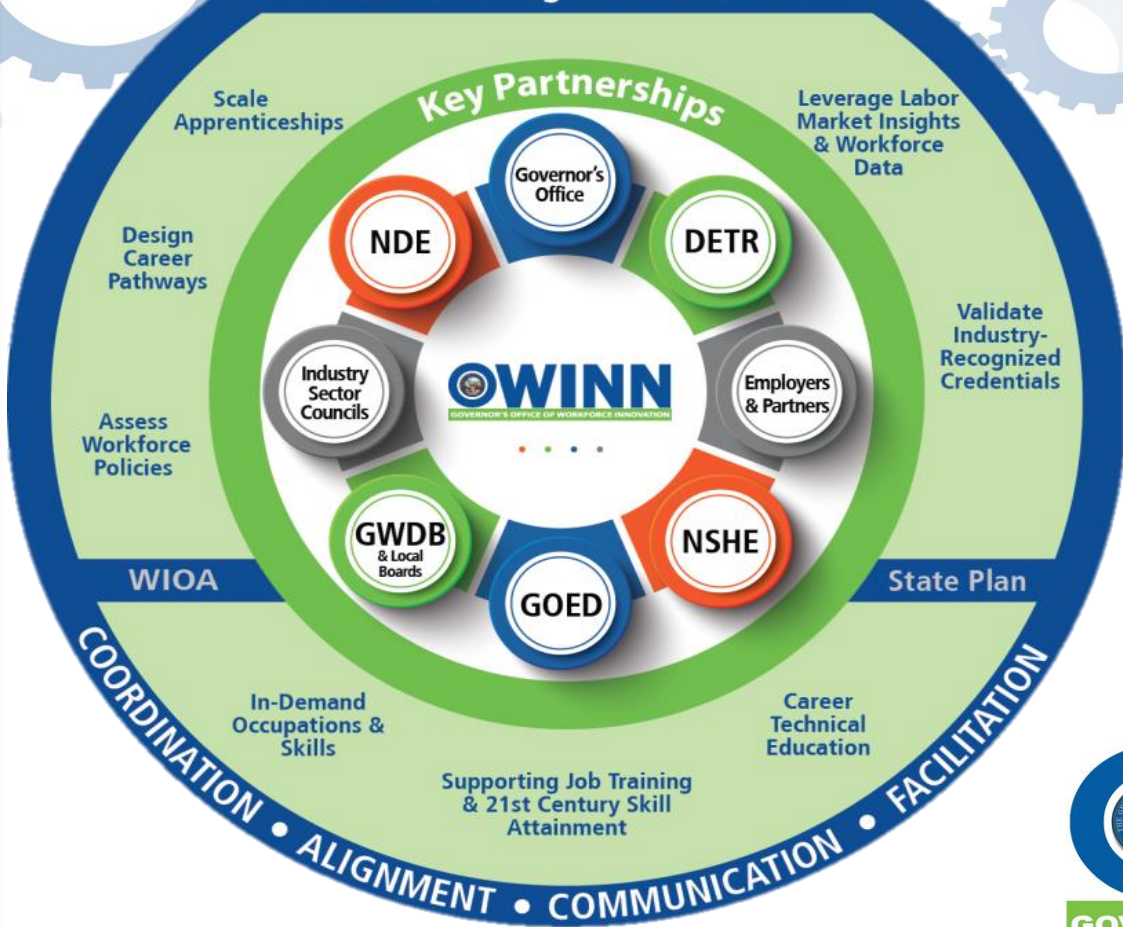 Key Partnerships
Scale
Apprenticeships
Leverage Labor
Market Insights
& Workforce
Data
Governor's
Office
NDE
DETR
Design
Career
Pathways
Validate
Industry-
Recognized
Credentials
Industry
Sector
Councils
OWINN
GOVERNOR'S OFFICE OF WORKFORCE INNOVATION
Employers
& Partners
Assess
Workforce
Policies
GWDB
& Local
Boards
NSHE
GOED
WIOA
State Plan
In-Demand
Occupations &
Skills
Career
Technical
Education
Supporting Job Training
& 21st Century Skill
Attainment
COORDINATION • ALIGNMENT • COMMUNICATION • FACILITATION